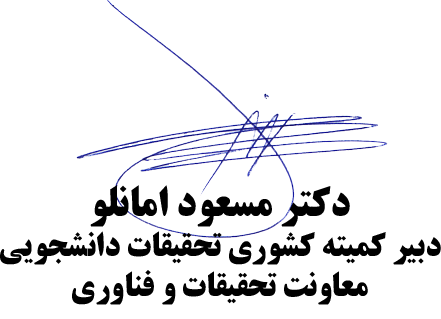 دکتر مسعود امانلو
دبیر کمیته کشوری تحقیقات دانشجویی
معاونت تحقیقات و فناوری